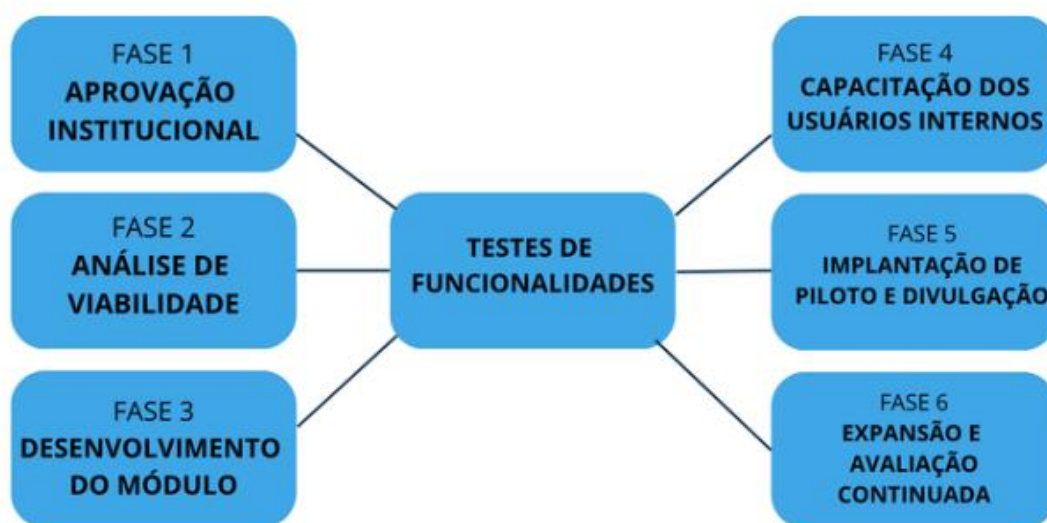 FASE 1
APROVAÇÃO
INSTITUCIONAL
FASE 2
ANÁLISE DE
VIABILIDADE
FASE 3
DESENVOLVIMENTO
DO MÓDULO
TESTES DE
FUNCIONALIDADES
FASE 4
CAPACITAÇÃO DOS
USUÁRIOS INTERNOS
FASE 5
IMPLANTAÇÃO DE
PILOTO E DIVULGAÇÃO
FASE 6
EXPANSÃO E
AVALIAÇÃO
CONTINUADA